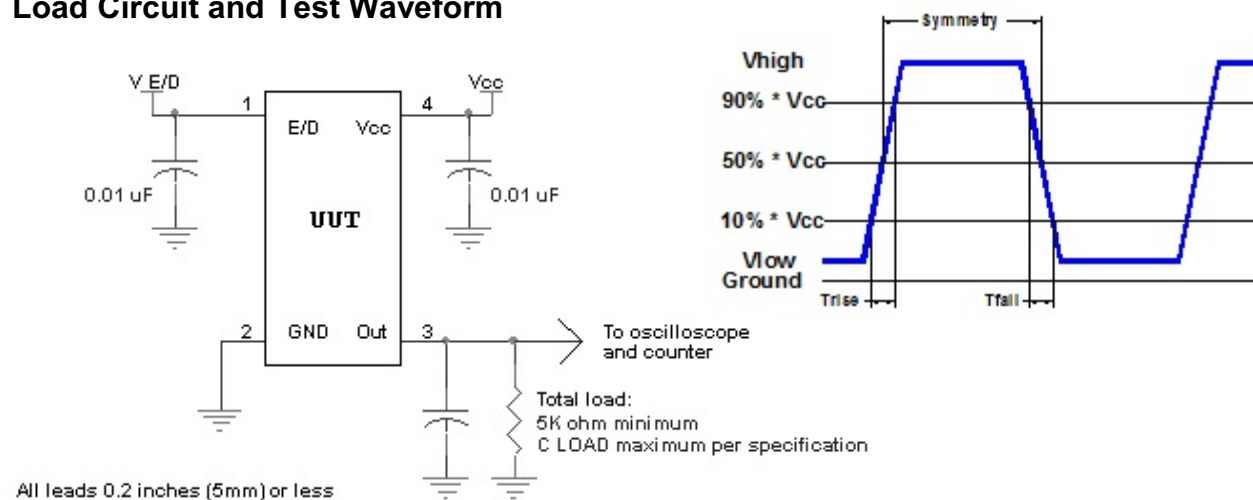 Load Circuit and Test Waveform
V E/D
Vcc
1
4
E/D
Vcc
0.01 uF
0.01 uF
UUT
2
GND
Out
3
To oscilloscope
and counter
Total load:
5K ohm minimum
C LOAD maximum per specification
All leads 0.2 inches (5mm) or less
Symmetry
Vhigh
90% * Vcc
50% * Vcc
10% * Vcc
Vlow
Ground
Trise
Tfall